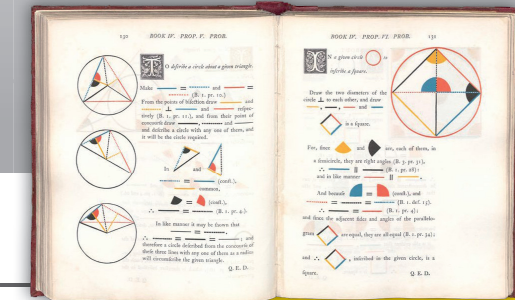 130 BOOK IV. PROP. V. PROB.
TO describe a circle about a given triangle.
Make = and =
(B. 1. pr. 10.)
From the points of bisection draw and
⊥ and respec-
tively (B. 1. pr. 11.), and from their point of
concourse draw , and
and describe a circle with any one of them, and
it will be the circle required.
In and
= (const.),
common,
= (const.),
∴ = (B. 1. pr. 4.).
In like manner it may be shown that
= .
∴ = = ; and
therefore a circle described from the concourse of
these three lines with any one of them as a radius
will circumscribe the given triangle.
Q. E. D.
BOOK IV. PROP. VI. PROB. 131
IN a given circle to
inscribe a square.
Draw the two diameters of the
circle ⊥ to each other, and draw
, , and
is a square.
For, since and are, each of them, in
a semicircle, they are right angles (B. 3. pr. 31),
∴ || (B. 1. pr. 28):
and in like manner || .
And because = (const.), and
= = (B. 1. def. 15).
∴ = (B. 1. pr. 4);
and since the adjacent sides and angles of the parallelo-
gram are equal, they are all equal (B. 1. pr. 34);
and ∴ , inscribed in the given circle, is a
square. Q. E. D.